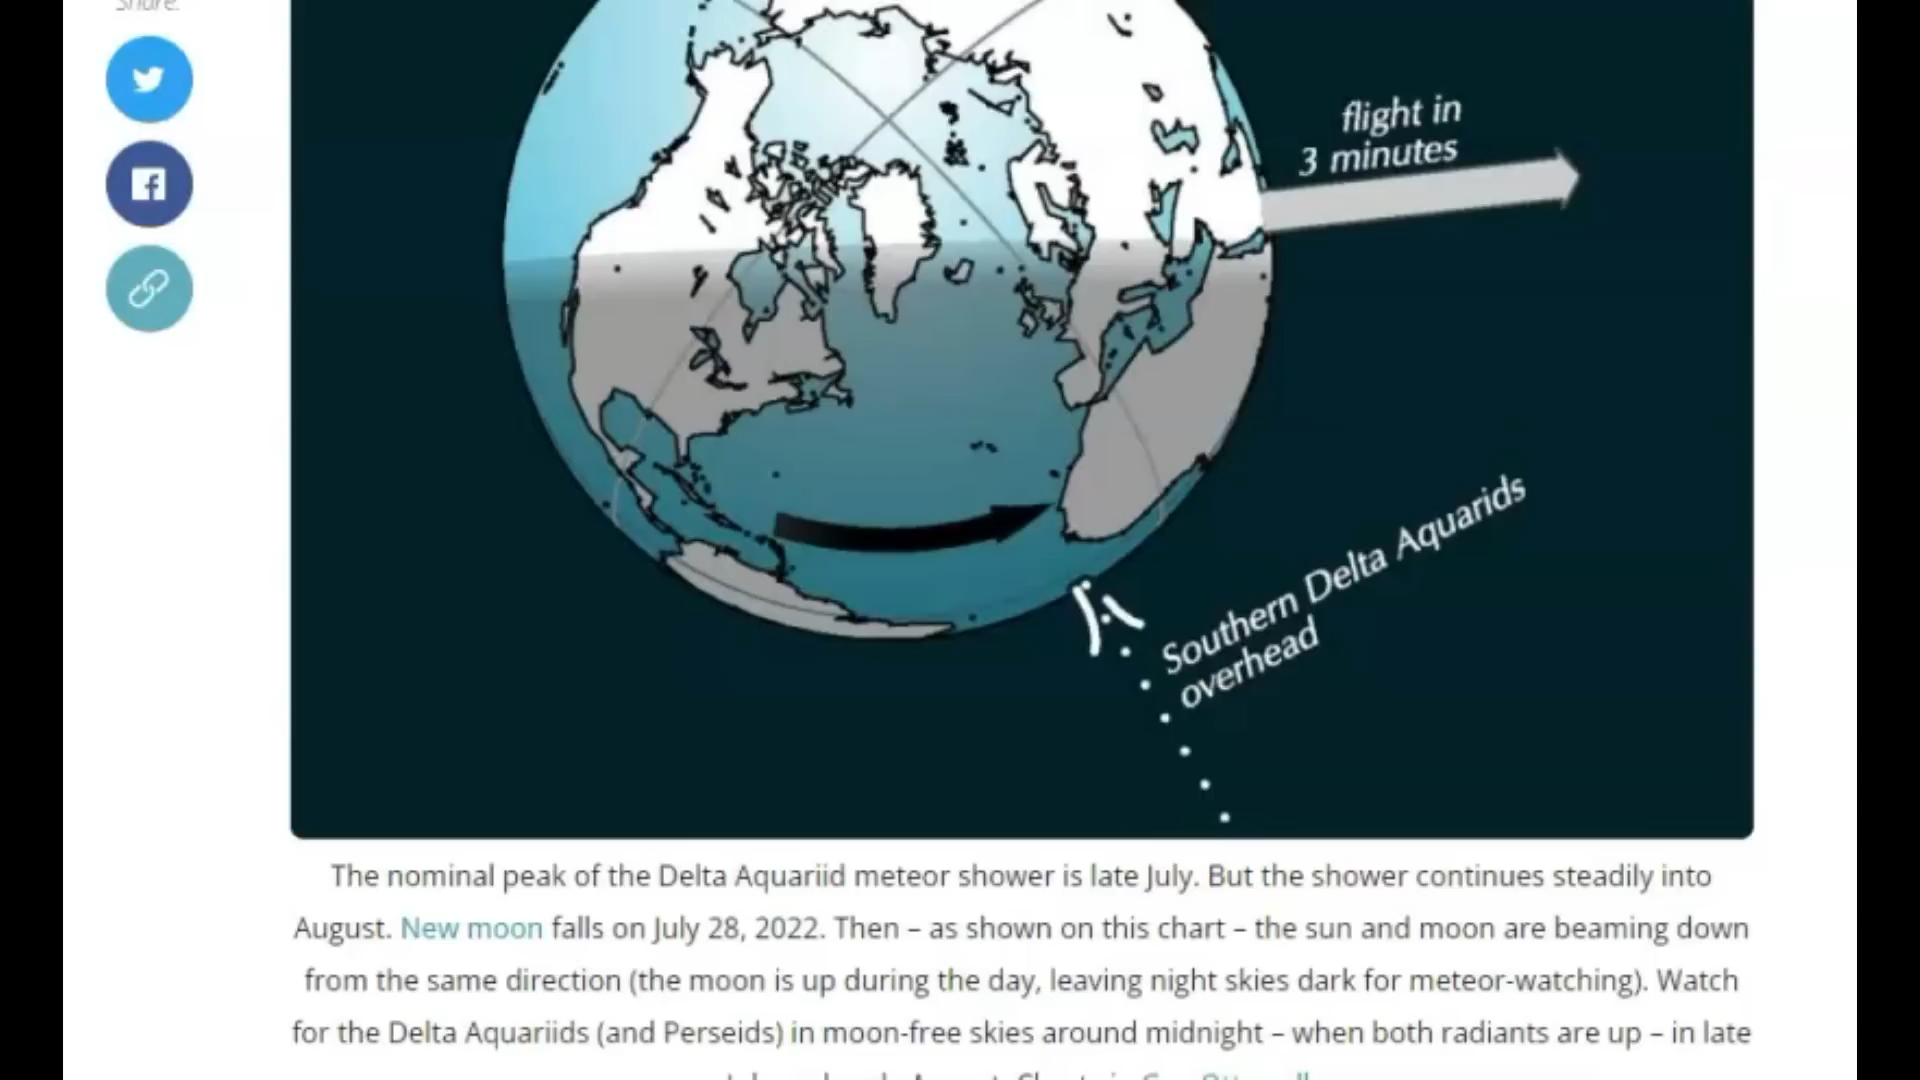 Share:
flight in
3 minutes
Southern Delta Aquarids
overhead
The nominal peak of the Delta Aquariid meteor shower is late July. But the shower continues steadily into
August. New moon falls on July 28, 2022. Then – as shown on this chart – the sun and moon are beaming down
from the same direction (the moon is up during the day, leaving night skies dark for meteor-watching). Watch
for the Delta Aquariids (and Perseids) in moon-free skies around midnight – when both radiants are up – in late